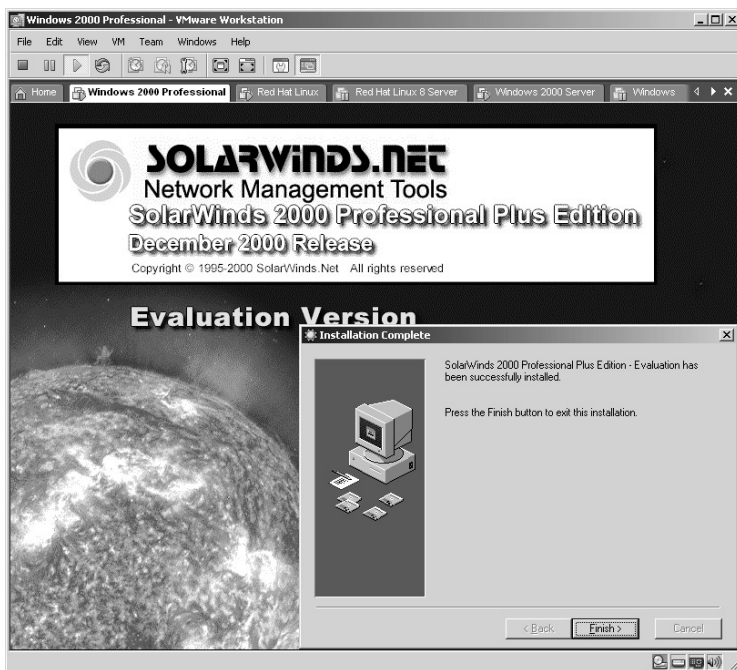 Windows 2000 Professional - VMware Workstation
File Edit View VM Team Windows Help
Home Windows 2000 Professional Red Hat Linux Red Hat Linux 8 Server Windows 2000 Server Windows
SOLARWINDS.NET
Network Management Tools
SolarWinds 2000 Professional Plus Edition
December 2000 Release
Copyright © 1995-2000 SolarWinds.Net All rights reserved
Evaluation Version
Installation Complete
SolarWinds 2000 Professional Plus Edition - Evaluation has
been successfully installed.
Press the Finish button to exit this installation.
< Back Finish > Cancel